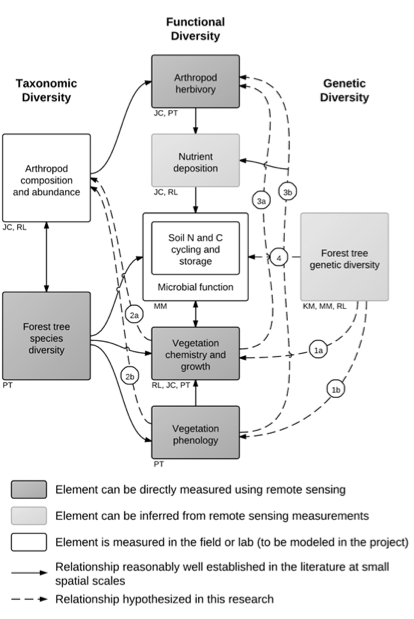 Functional
Diversity
Taxonomic
Diversity
Genetic
Diversity
Arthropod
herbivory
JC, PT
Arthropod
composition
and abundance
JC, RL
Nutrient
deposition
JC, RL
3a
3b
Soil N and C
cycling and
storage
Microbial function
MM
4
Forest tree
genetic diversity
KM, MM, RL
Forest tree
species
diversity
PT
2a
2b
Vegetation
chemistry and
growth
RL, JC, PT
1a
1b
Vegetation
phenology
PT
Element can be directly measured using remote sensing
Element can be inferred from remote sensing measurements
Element is measured in the field or lab (to be modeled in the project)
Relationship reasonably well established in the literature at small
spatial scales
Relationship hypothesized in this research